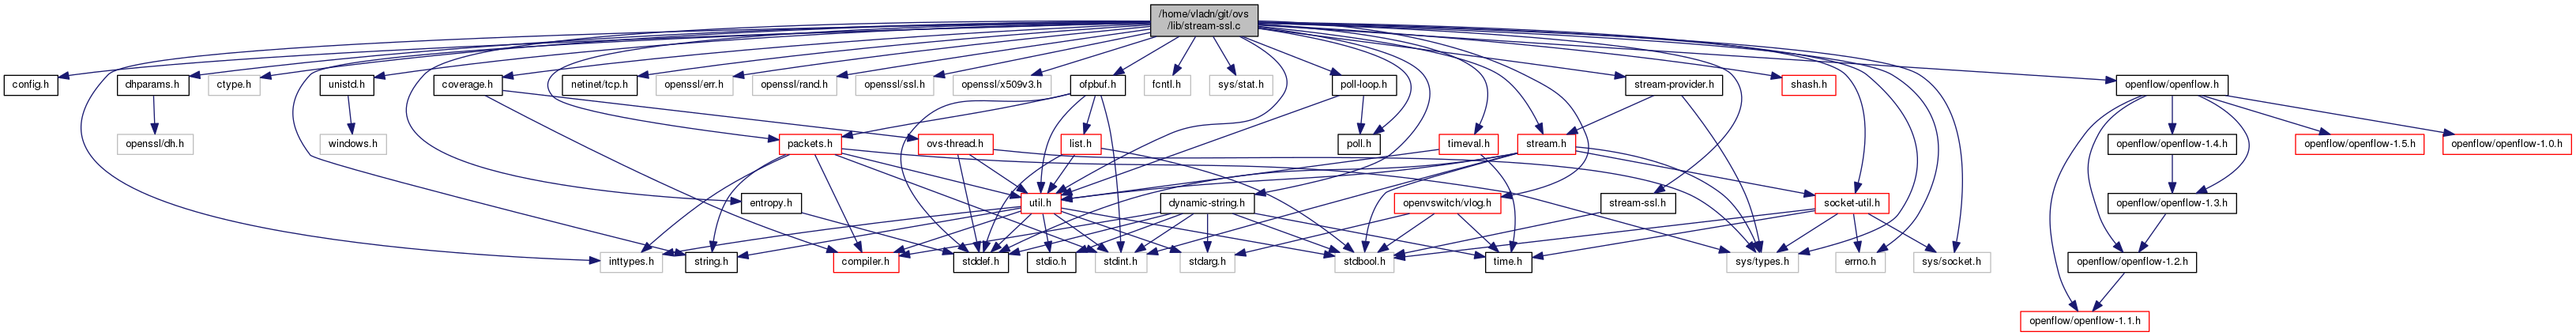 /home/vladn/git/ovs
/lib/stream-ssl.c
config.h
dhparams.h
ctype.h
unistd.h
coverage.h
netinet/tcp.h
openssl/err.h
openssl/rand.h
openssl/ssl.h
openssl/x509v3.h
ofpbuf.h
fcntl.h
sys/stat.h
poll-loop.h
stream-provider.h
shash.h
openflow/openflow.h
openssl/dh.h
windows.h
packets.h
ovs-thread.h
list.h
poll.h
timeval.h
stream.h
openflow/openflow-1.4.h
openflow/openflow-1.5.h
openflow/openflow-1.0.h
entropy.h
util.h
dynamic-string.h
openvswitch/vlog.h
stream-ssl.h
socket-util.h
openflow/openflow-1.3.h
inttypes.h
string.h
compiler.h
stddef.h
stdio.h
stdint.h
stdarg.h
stdbool.h
time.h
sys/types.h
errno.h
sys/socket.h
openflow/openflow-1.2.h
openflow/openflow-1.1.h